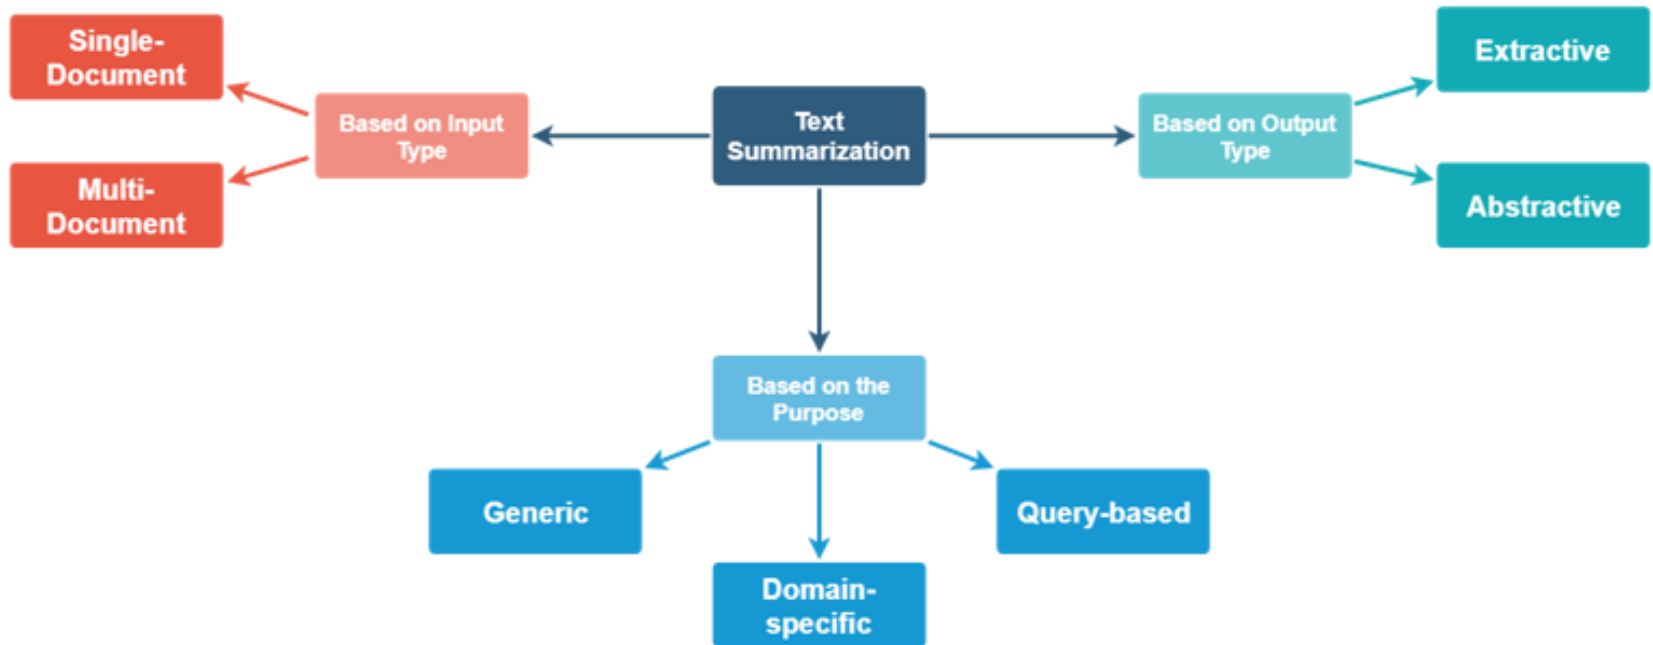 Single-
Document
Multi-
Document
Based on Input
Type
Text
Summarization
Based on Output
Type
Extractive
Abstractive
Based on the
Purpose
Generic
Domain-
specific
Query-based